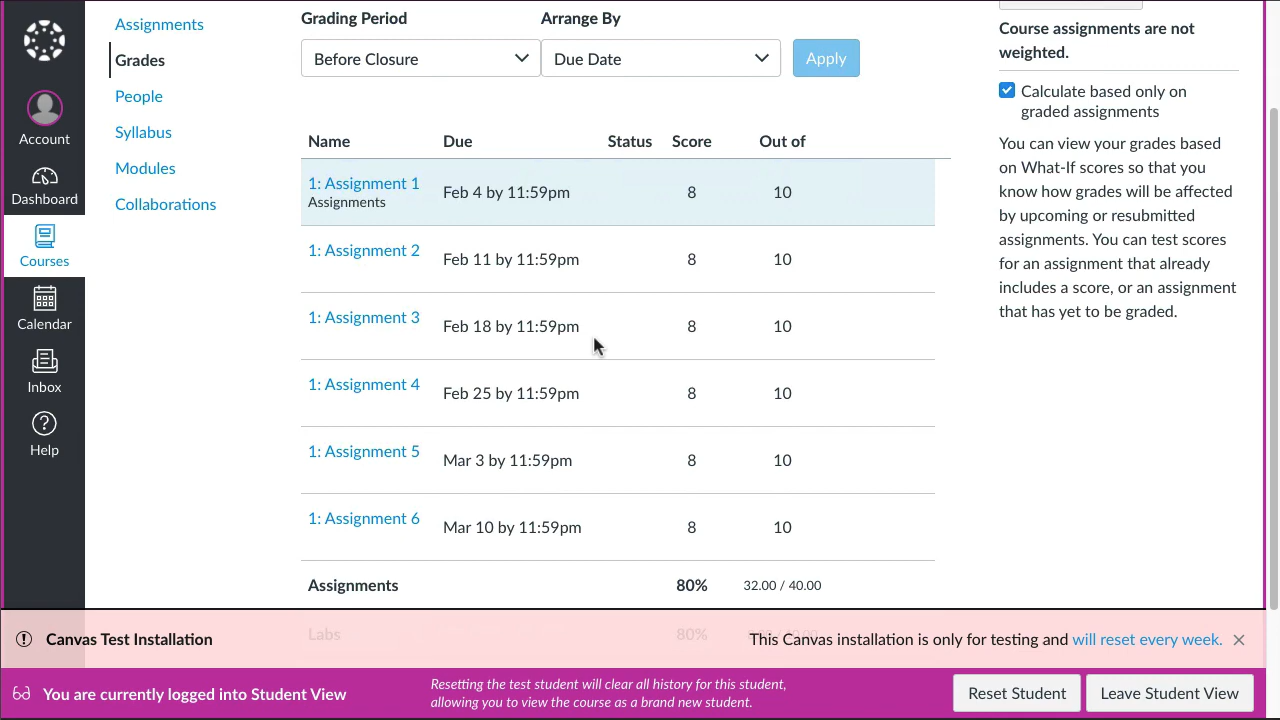 Account
Dashboard
Courses
Calendar
Inbox
Help
Assignments
Grades
People
Syllabus
Modules
Collaborations
Grading Period
Arrange By
Before Closure
Due Date
Apply
Name Due Status Score Out of
1: Assignment 1
Assignments
Feb 4 by 11:59pm 8 10
1: Assignment 2
Feb 11 by 11:59pm 8 10
1: Assignment 3
Feb 18 by 11:59pm 8 10
1: Assignment 4
Feb 25 by 11:59pm 8 10
1: Assignment 5
Mar 3 by 11:59pm 8 10
1: Assignment 6
Mar 10 by 11:59pm 8 10
Assignments 80% 32.00 / 40.00
Labs 80%
Course assignments are not
weighted.
Calculate based only on
graded assignments
You can view your grades based
on What-If scores so that you
know how grades will be affected
by upcoming or resubmitted
assignments. You can test scores
for an assignment that already
includes a score, or an assignment
that has yet to be graded.
Canvas Test Installation
This Canvas installation is only for testing and will reset every week.
You are currently logged into Student View
Resetting the test student will clear all history for this student,
allowing you to view the course as a brand new student.
Reset Student
Leave Student View